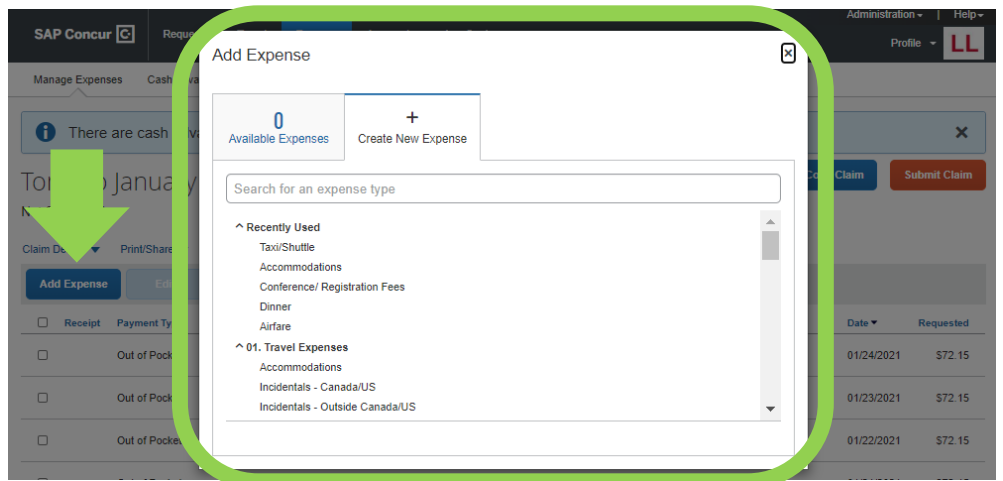 Administration | Help
SAP Concur C Reque
Profile LL
Add Expense
Manage Expenses Cash
0
Available Expenses
+
Create New Expense
There are cash
Search for an expense type
January
Claim Submit Claim
^ Recently Used
Taxi/Shuttle
Claim De Print/Share
Accommodations
Add Expense Edi
Conference/ Registration Fees
Dinner
Receipt Payment Ty Date Requested
Airfare
^ 01. Travel Expenses
Out of Pock 01/24/2021 $72.15
Accommodations
Incidentals - Canada/US
Out of Pock 01/23/2021 $72.15
Incidentals - Outside Canada/US
Out of Pocke 01/22/2021 $72.15